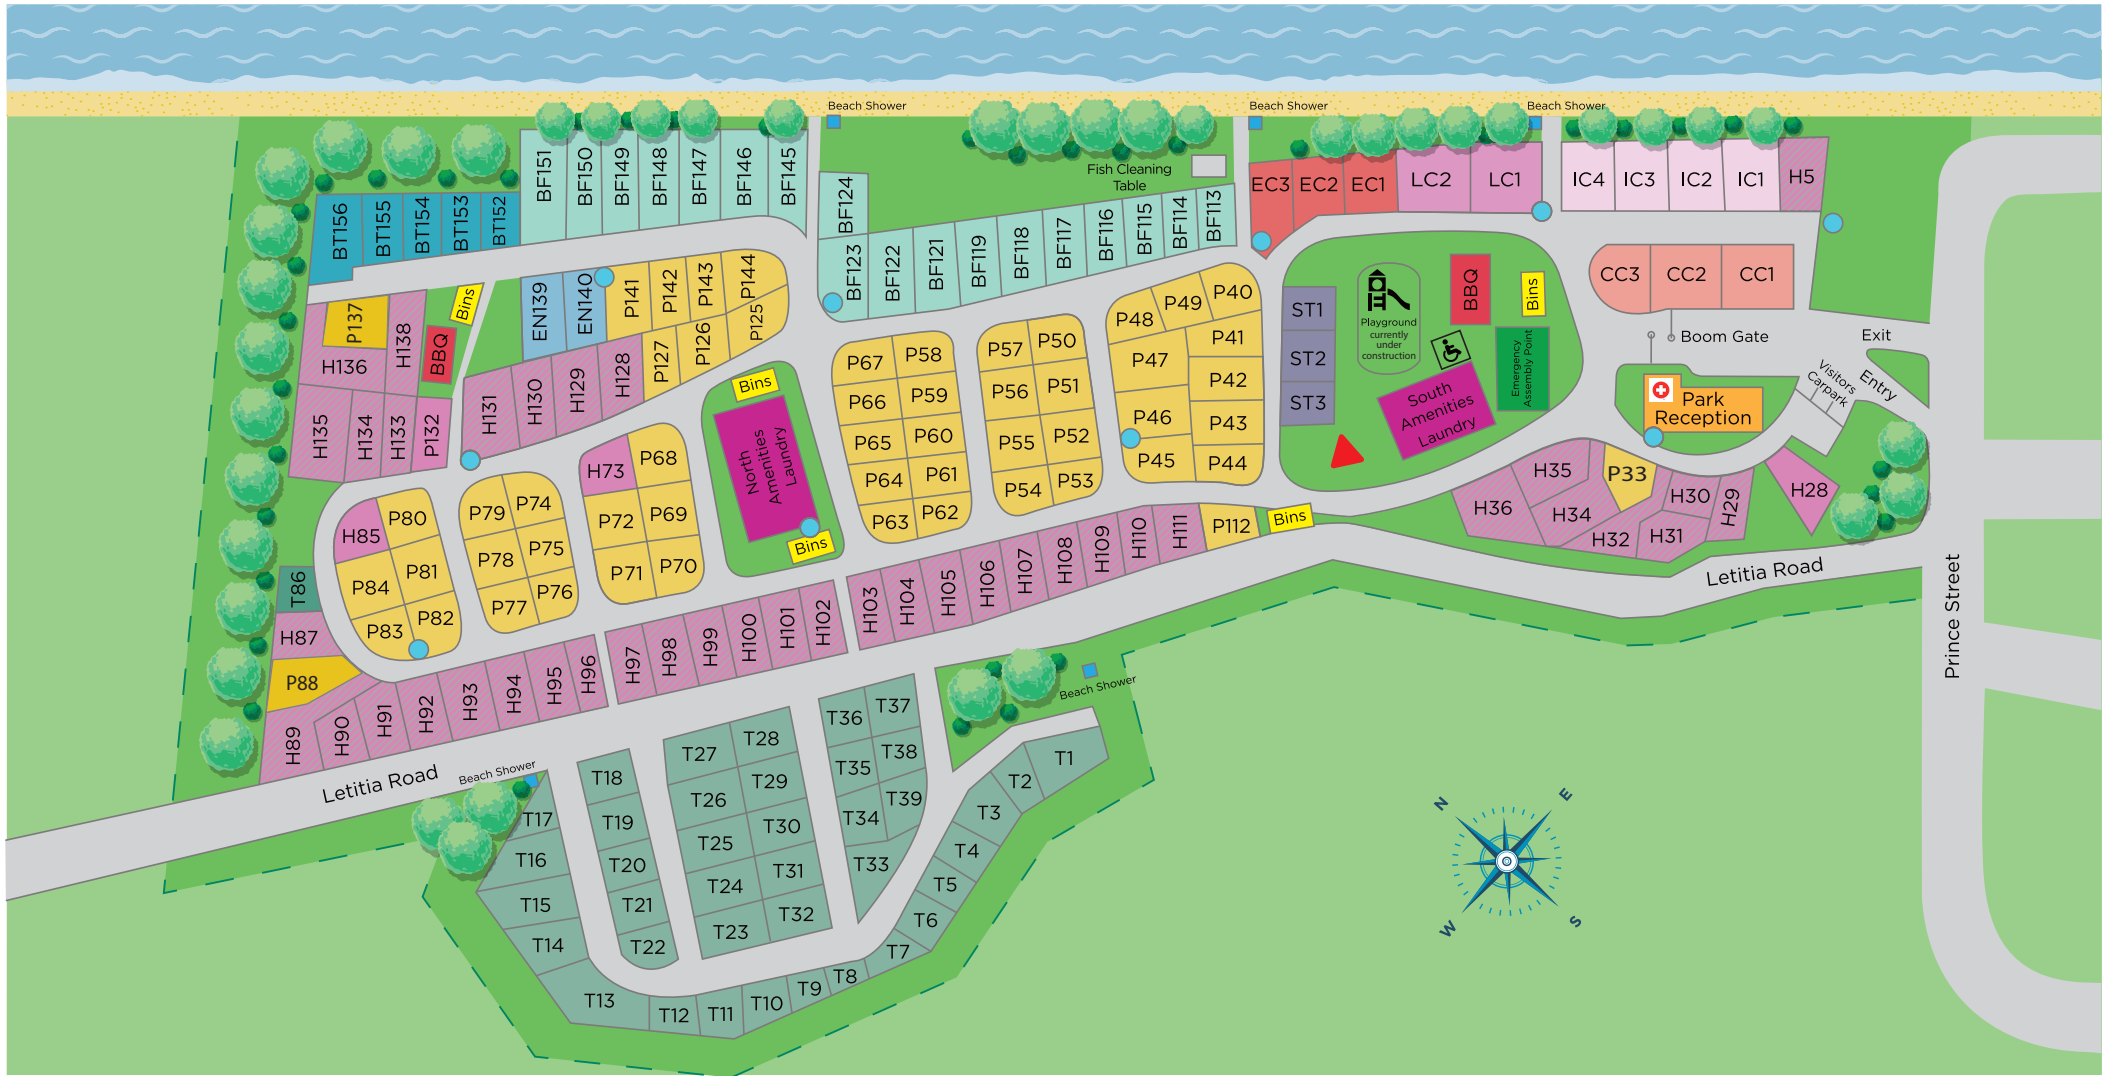 Beach Shower
Beach Shower
Beach Shower
Fish Cleaning
Table
BF151
BF150
BF149
BF148
BF147
BF146
BF145
BF124
BT156
BT155
BT154
BT153
BT152
BF123
BF122
BF121
BF119
BF118
BF117
BF116
BF115
BF114
BF113
EC3
EC2
EC1
LC2
LC1
IC4
IC3
IC2
IC1
H5
CC3
CC2
CC1
Boom Gate
Exit
Entry
Visitors
Carpark
Park
Reception
P137
H138
H136
BBQ
Bins
H135
H134
H133
P132
EN139
EN140
P141
P142
P143
P144
P125
P126
P127
H128
H129
H130
H131
Bins
North
Amenities
Laundry
Bins
P67
P58
P66
P59
P65
P60
P64
P61
P63
P62
P57
P50
P56
P51
P55
P52
P54
P53
P48
P49
P40
P47
P41
P42
P46
P43
P45
P44
ST1
ST2
ST3
Playground
currently
under
construction
BBQ
Bins
Emergency
Assembly Point
South
Amenities
Laundry
H73
P68
P72
P69
P71
P70
P79
P74
P78
P75
P77
P76
H85
P80
P84
P81
P83
P82
T86
H87
P88
H89
H90
H91
H92
H93
H94
H95
H96
H97
H98
H99
H100
H101
H102
H103
H104
H105
H106
H107
H108
H109
H110
H111
P112
Bins
H36
H35
H34
P33
H32
H31
H30
H29
H28
Letitia Road
Prince Street
Letitia Road
Beach Shower
Beach Shower
T17
T16
T15
T14
T13
T12
T11
T10
T9
T8
T7
T6
T5
T4
T3
T2
T1
T18
T19
T20
T21
T22
T27
T28
T26
T29
T25
T30
T24
T31
T23
T32
T36
T37
T35
T38
T34
T39
T33
N
E
W
S